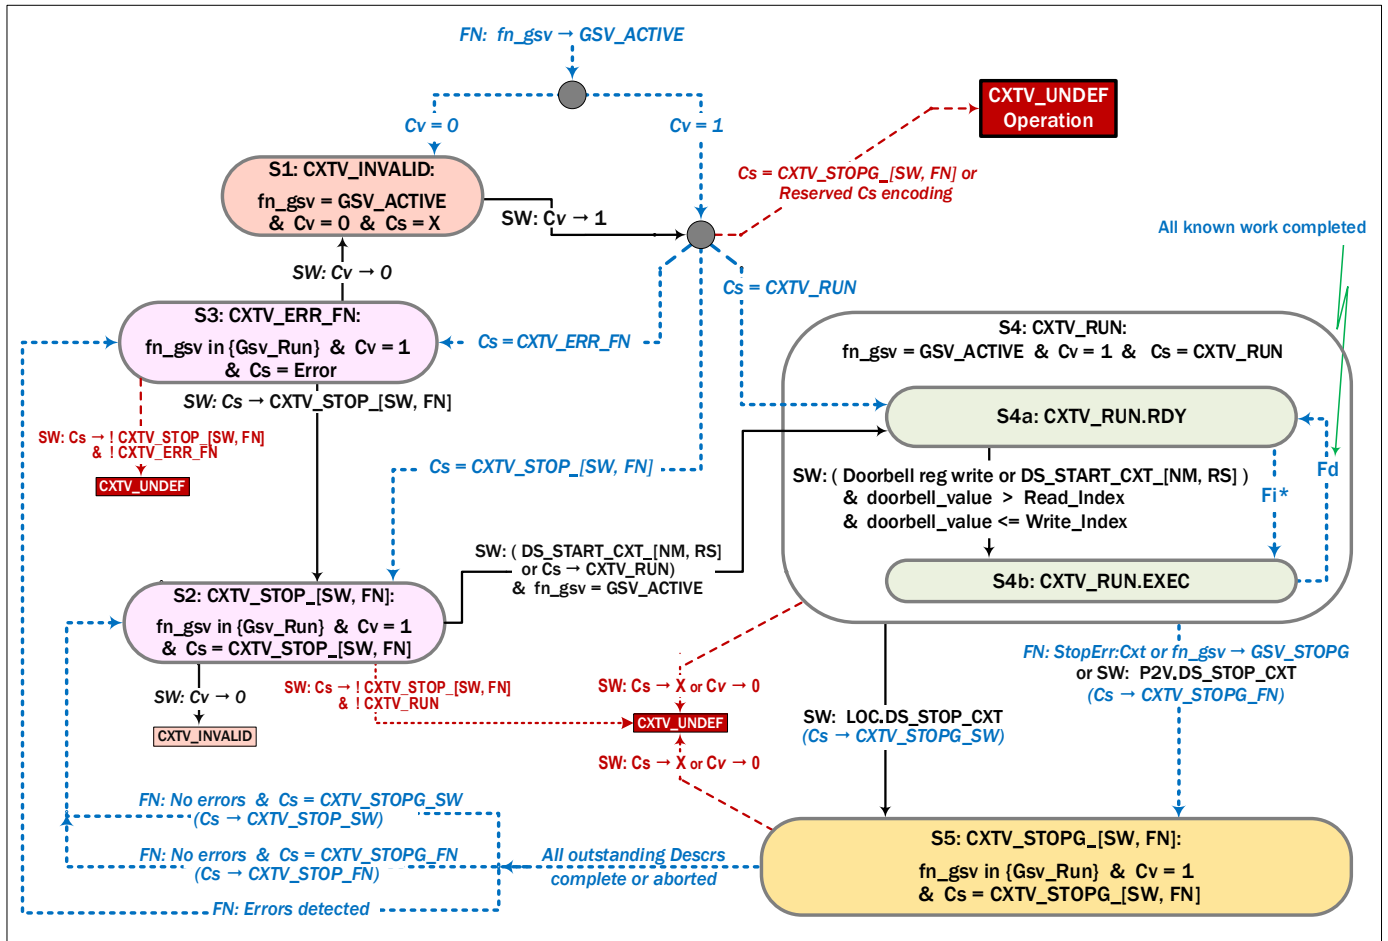 FN: fn_gsv → GSV_ACTIVE
CXTV_UNDEF
Operation
Cv = 0
Cv = 1
S1: CXTV_INVALID:
fn_gsv = GSV_ACTIVE
& Cv = 0 & Cs = X
Cs = CXTV_STOPG_[SW, FN] or
Reserved Cs encoding
SW: Cv → 1
All known work completed
SW: Cv → 0
Cs = CXTV_RUN
S3: CXTV_ERR_FN:
fn_gsv in {Gsv_Run} & Cv = 1
& Cs = Error
Cs = CXTV_ERR_FN
S4: CXTV_RUN:
fn_gsv = GSV_ACTIVE & Cv = 1 & Cs = CXTV_RUN
SW: Cs → CXTV_STOP_[SW, FN]
S4a: CXTV_RUN.RDY
SW: Cs → ! CXTV_STOP_[SW, FN]
& ! CXTV_ERR_FN
CXTV_UNDEF
Cs = CXTV_STOP_[SW, FN]
SW: ( Doorbell reg write or DS_START_CXT_[NM, RS] )
& doorbell_value > Read_Index
& doorbell_value <= Write_Index
Fi*
Fd
SW: ( DS_START_CXT_[NM, RS]
or Cs → CXTV_RUN)
& fn_gsv = GSV_ACTIVE
S4b: CXTV_RUN.EXEC
S2: CXTV_STOP_[SW, FN]:
fn_gsv in {Gsv_Run} & Cv = 1
& Cs = CXTV_STOP_[SW, FN]
FN: StopErr:Cxt or fn_gsv → GSV_STOPG
or SW: P2V.DS_STOP_CXT
(Cs → CXTV_STOPG_FN)
SW: Cv → 0
CXTV_INVALID
SW: Cs → ! CXTV_STOP_[SW, FN]
& ! CXTV_RUN
SW: Cs → X or Cv → 0
CXTV_UNDEF
SW: Cs → X or Cv → 0
SW: LOC.DS_STOP_CXT
(Cs → CXTV_STOPG_SW)
FN: No errors & Cs = CXTV_STOPG_SW
(Cs → CXTV_STOP_SW)
FN: No errors & Cs = CXTV_STOPG_FN
(Cs → CXTV_STOP_FN)
FN: Errors detected
All outstanding Descrs
complete or aborted
S5: CXTV_STOPG_[SW, FN]:
fn_gsv in {Gsv_Run} & Cv = 1
& Cs = CXTV_STOPG_[SW, FN]